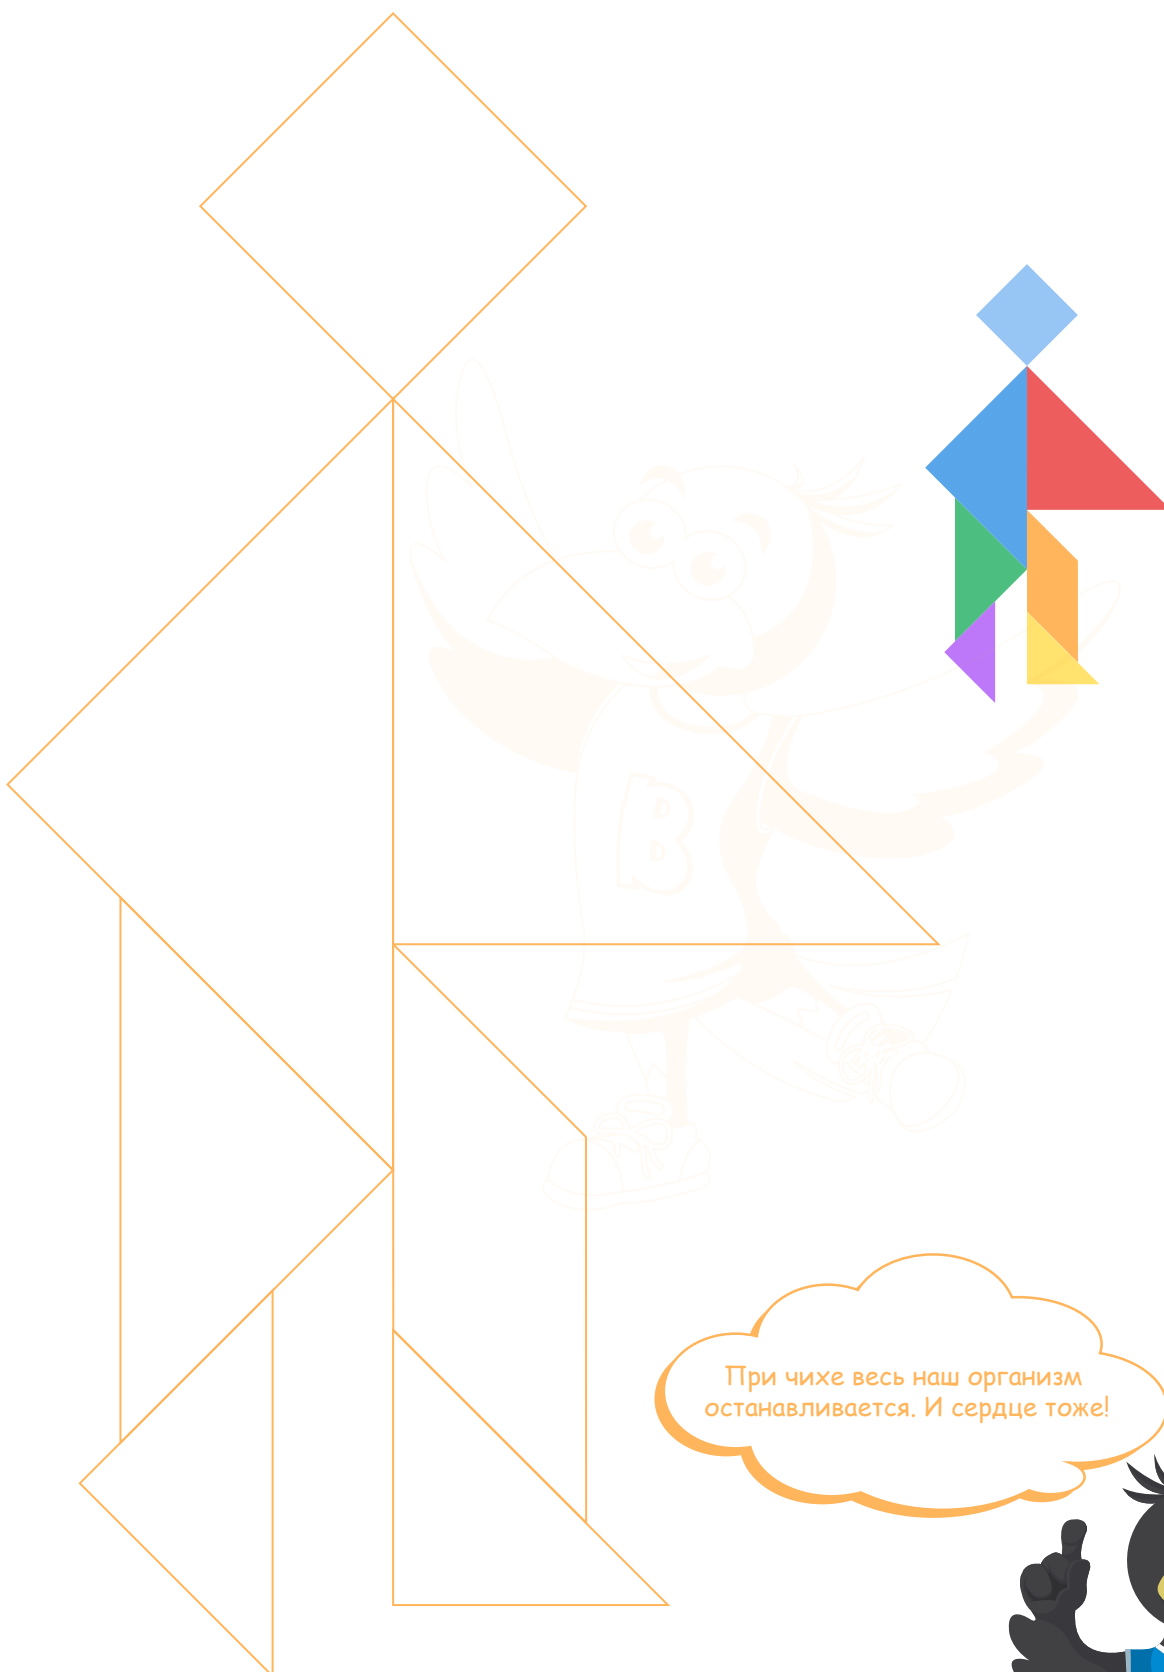 В
При чихе весь наш организм
останавливается. И сердце тоже!